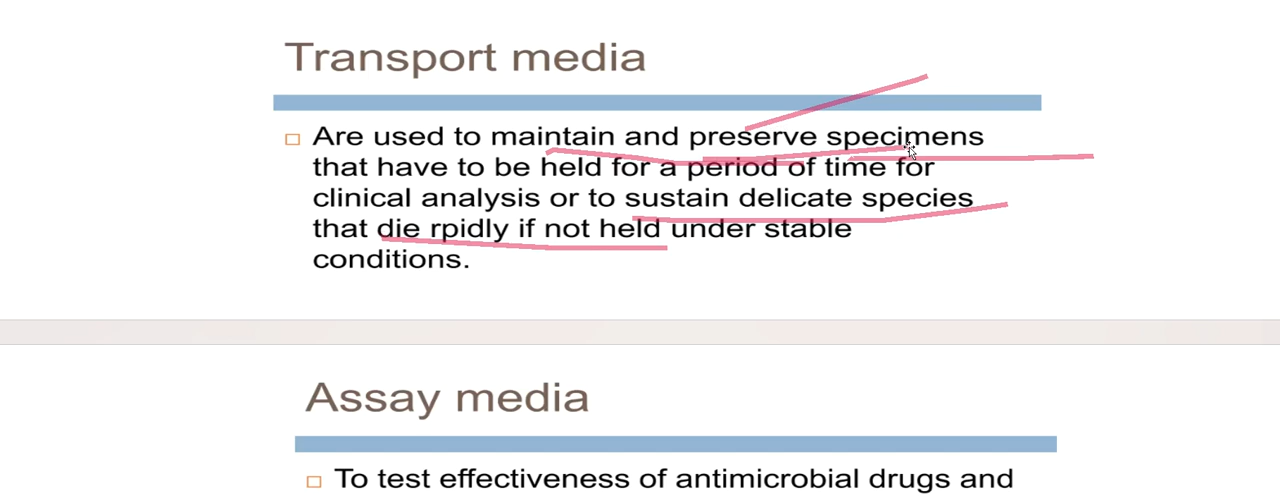 Transport media
Are used to maintain and preserve specimens
that have to be held for a period of time for
clinical analysis or to sustain delicate species
that die rpidly if not held under stable
conditions.
Assay media
To test effectiveness of antimicrobial drugs and